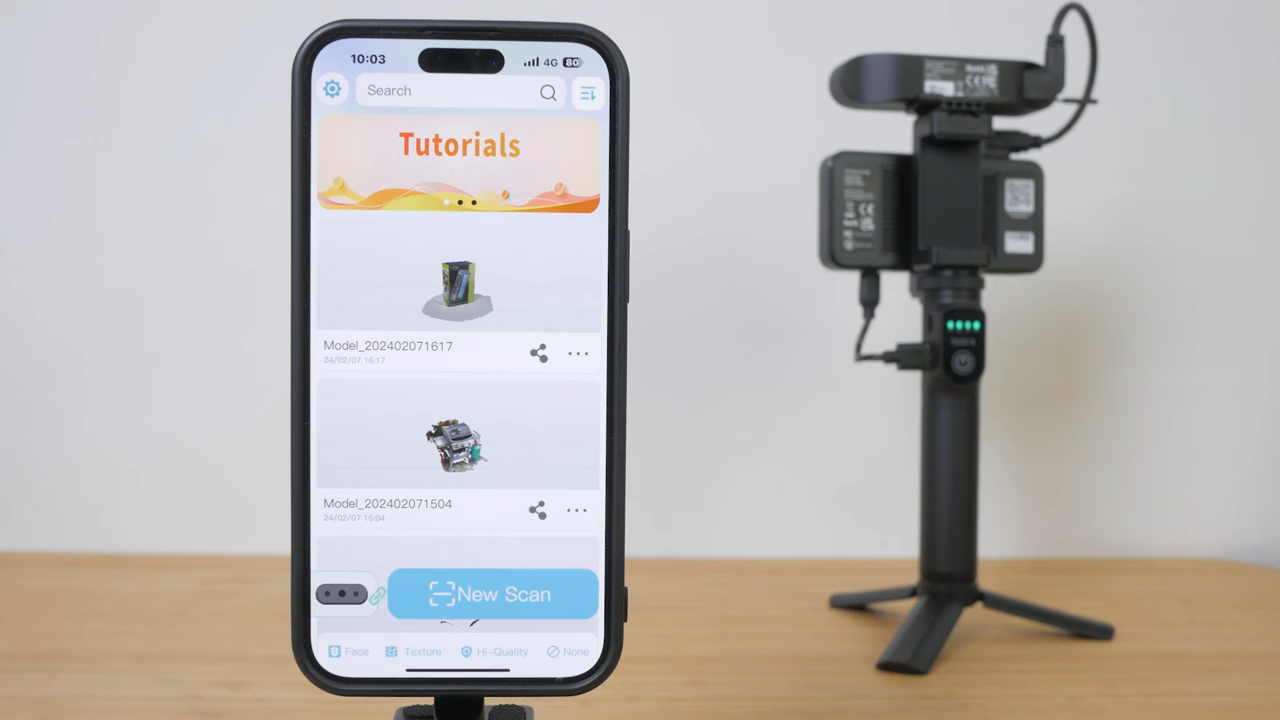 10:03
4G 80
Search
Tutorials
Model_202402071617
24/02/07 16:17
Model_202402071504
24/02/07 15:04
New Scan
Face Texture Hi-Quality None